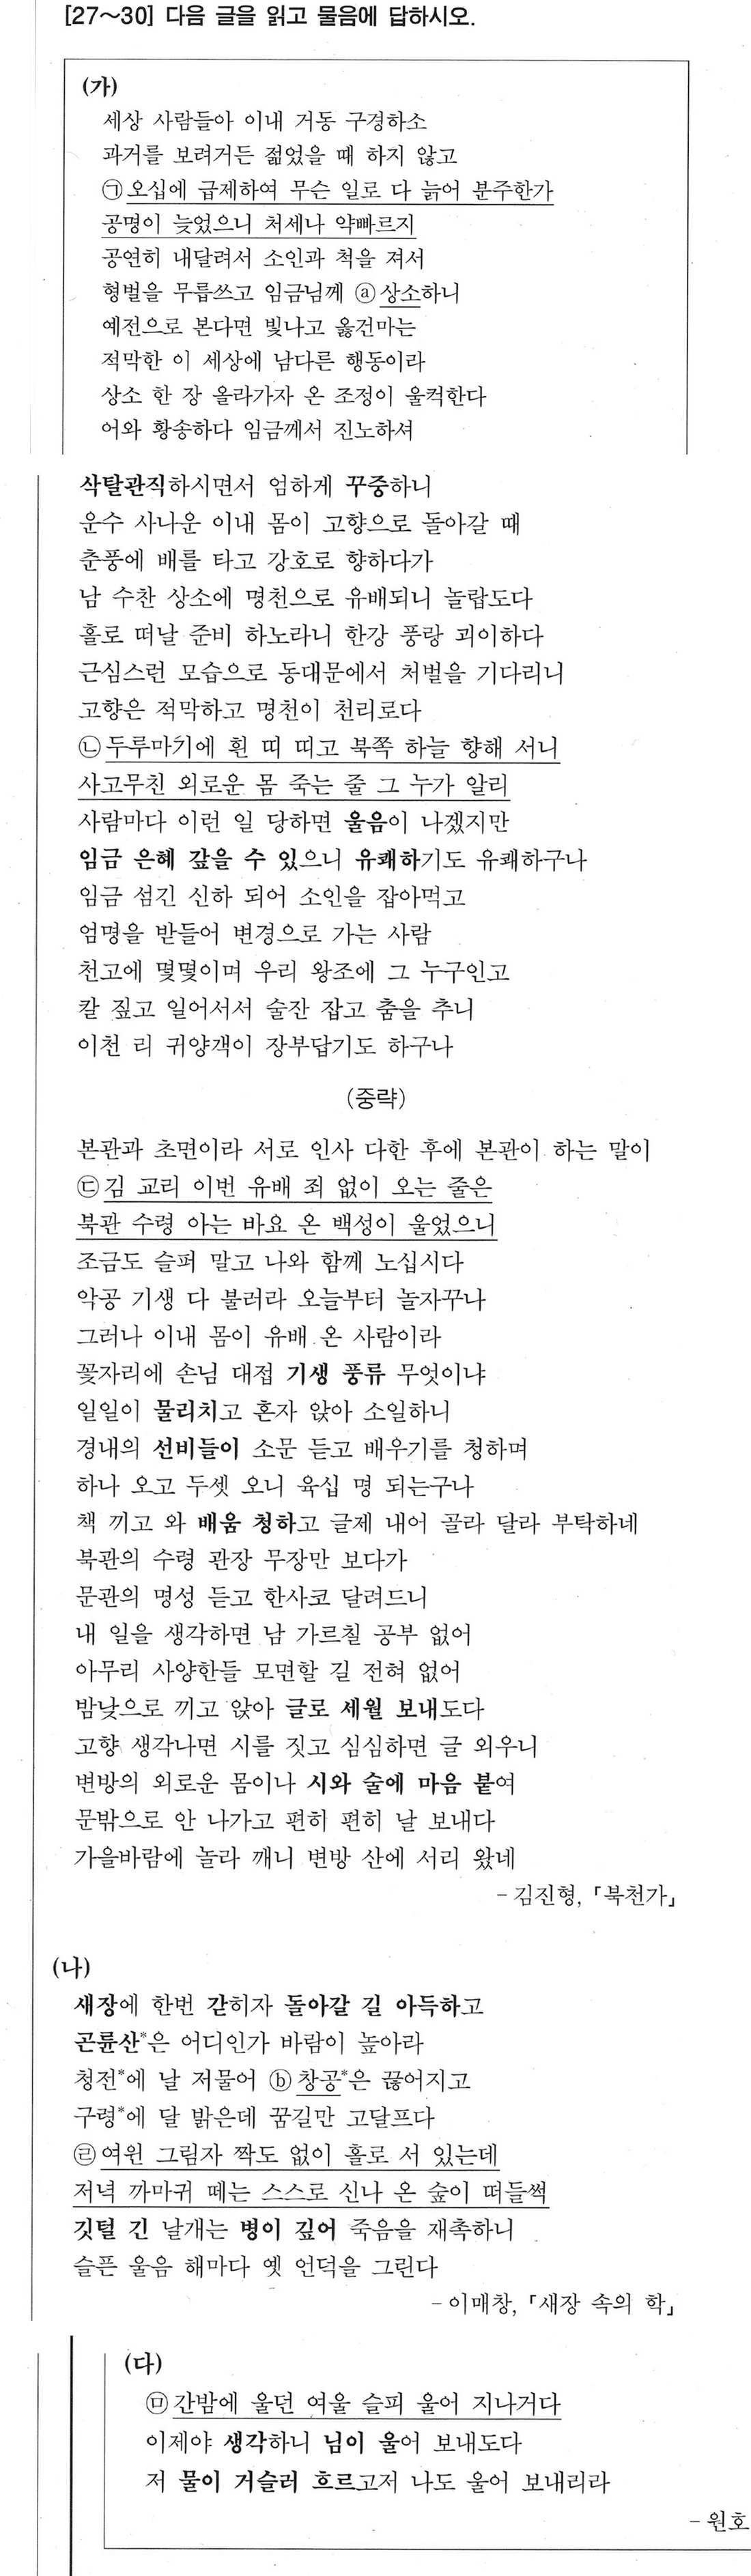 [27~30] 다음 글을 읽고 물음에 답하시오.
(가)
세상 사람들아 이내 거동 구경하소
과거를 보려거든 젊었을 때 하지 않고
㉠오십에 급제하여 무슨 일로 다 늙어 분주한가
공명이 늦었으니 처세나 약빠르지
공연히 내달려서 소인과 척을 져서
형벌을 무릅쓰고 임금님께 ⓐ상소하니
예전으로 본다면 빛나고 옳건마는
적막한 이 세상에 남다른 행동이라
상소 한 장 올라가자 온 조정이 울컥한다
어와 황송하다 임금께서 진노하셔
삭탈관직하시면서 엄하게 꾸중하니
운수 사나운 이내 몸이 고향으로 돌아갈 때
춘풍에 배를 타고 강호로 향하다가
남 수찬 상소에 명천으로 유배되니 놀랍도다
홀로 떠날 준비 하노라니 한강 풍랑 괴이하다
근심스런 모습으로 동대문에서 처벌을 기다리니
고향은 적막하고 명천이 천리로다
㉡두루마기에 흰 띠 띠고 북쪽 하늘 향해 서니
사고무친 외로운 몸 죽는 줄 그 누가 알리
사람마다 이런 일 당하면 울음이 나겠지만
임금 은혜 갚을 수 있으니 유쾌하기도 유쾌하구나
임금 섬긴 신하 되어 소인을 잡아먹고
엄명을 받들어 변경으로 가는 사람
천고에 몇몇이며 우리 왕조에 그 누구인고
칼 짚고 일어서서 술잔 잡고 춤을 추니
이천 리 귀양객이 장부답기도 하구나
(중략)
본관과 초면이라 서로 인사 다한 후에 본관이 하는 말이
㉢김 교리 이번 유배 죄 없이 오는 줄은
북관 수령 아는 바요 온 백성이 울었으니
조금도 슬퍼 말고 나와 함께 노십시다
악공 기생 다 불러라 오늘부터 놀자꾸나
그러나 이내 몸이 유배 온 사람이라
꽃자리에 손님 대접 기생 풍류 무엇이냐
일일이 물리치고 혼자 앉아 소일하니
경내의 선비들이 소문 듣고 배우기를 청하며
하나 오고 두셋 오니 육십 명 되는구나
책 끼고 와 배움 청하고 글제 내어 골라 달라 부탁하네
북관의 수령 관장 무장만 보다가
문관의 명성 듣고 한사코 달려드니
내 일을 생각하면 남 가르칠 공부 없어
아무리 사양한들 모면할 길 전혀 없어
밤낮으로 끼고 앉아 글로 세월 보내도다
고향 생각나면 시를 짓고 심심하면 글 외우니
변방의 외로운 몸이나 시와 술에 마음 붙여
문밖으로 안 나가고 편히 편히 날 보내다
가을바람에 놀라 깨니 변방 산에 서리 왔네
- 김진형, 「북천가」
(나)
새장에 한번 갇히자 돌아갈 길 아득하고
곤륜산*은 어디인가 바람이 높아라
청전*에 날 저물어 ⓑ창공*은 끊어지고
구령*에 달 밝은데 꿈길만 고달프다
㉣여윈 그림자 짝도 없이 홀로 서 있는데
저녁 까마귀 떼는 스스로 신나 온 숲이 떠들썩
깃털 긴 날개는 병이 깊어 죽음을 재촉하니
슬픈 울음 해마다 옛 언덕을 그린다
- 이매창, 「새장 속의 학」
(다)
㉤간밤에 울던 여울 슬피 울어 지나거다
이제야 생각하니 님이 울어 보내도다
저 물이 거슬러 흐르고저 나도 울어 보내리라
- 원호